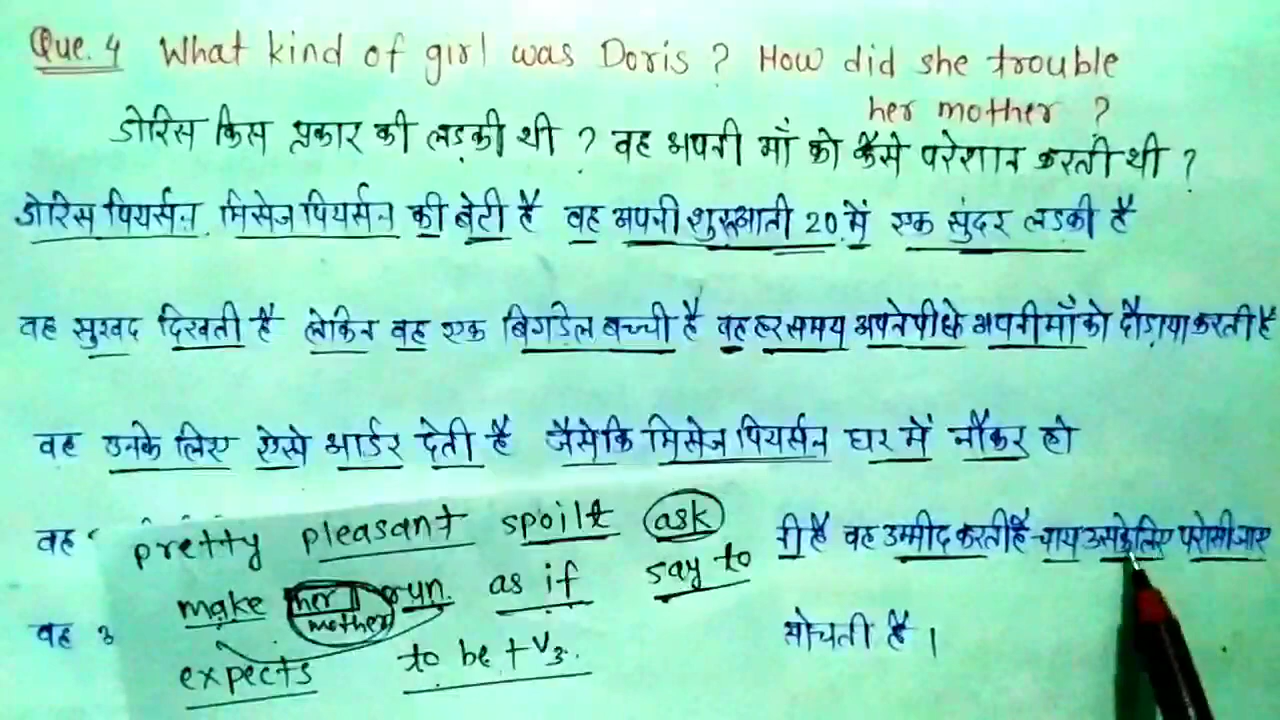 Que. 4 What kind of girl was Doris ? How did she trouble
her mother ?
डोरिस किस प्रकार की लड़की थी ? वह अपनी माँ को कैसे परेशान करती थी ?
डोरिस पियर्सन मिसेज पियर्सन की बेटी है वह अपनी शुरुआती 20 में एक सुंदर लडकी है
वह सुखद दिखती है लेकिन वह एक बिगडैल बच्ची है वह हर समय अपने पीछे अपनी माँ को दौड़ाया करती है
वह उनके लिए ऐसे आर्डर देती है जैसे कि मिसेज पियर्सन घर में नौकर हो
वह री है वह उम्मीद करती है चाय उसके लिए परोसी जाए
वह सोचती है ।
pretty pleasant spoilt ask
make her run as if say to
mother
expects to be + V3.